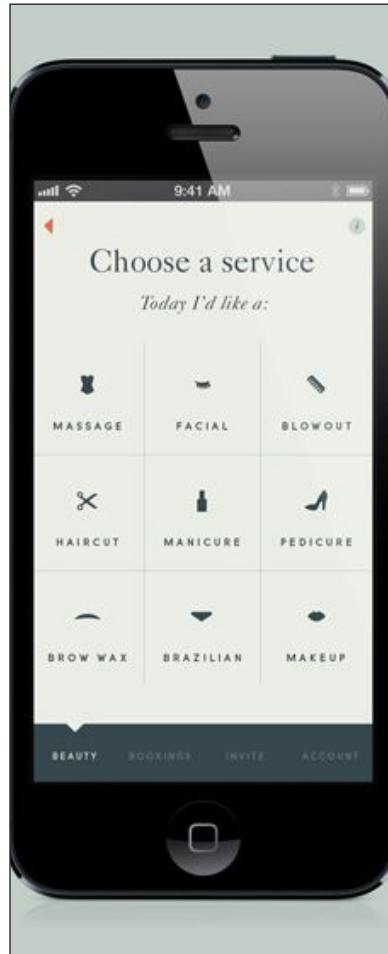 9:41 AM
i
Choose a service
Today I'd like a:
MASSAGE FACIAL BLOWOUT
HAIRCUT MANICURE PEDICURE
BROW WAX BRAZILIAN MAKEUP
BEAUTY BOOKINGS INVITE ACCOUNT